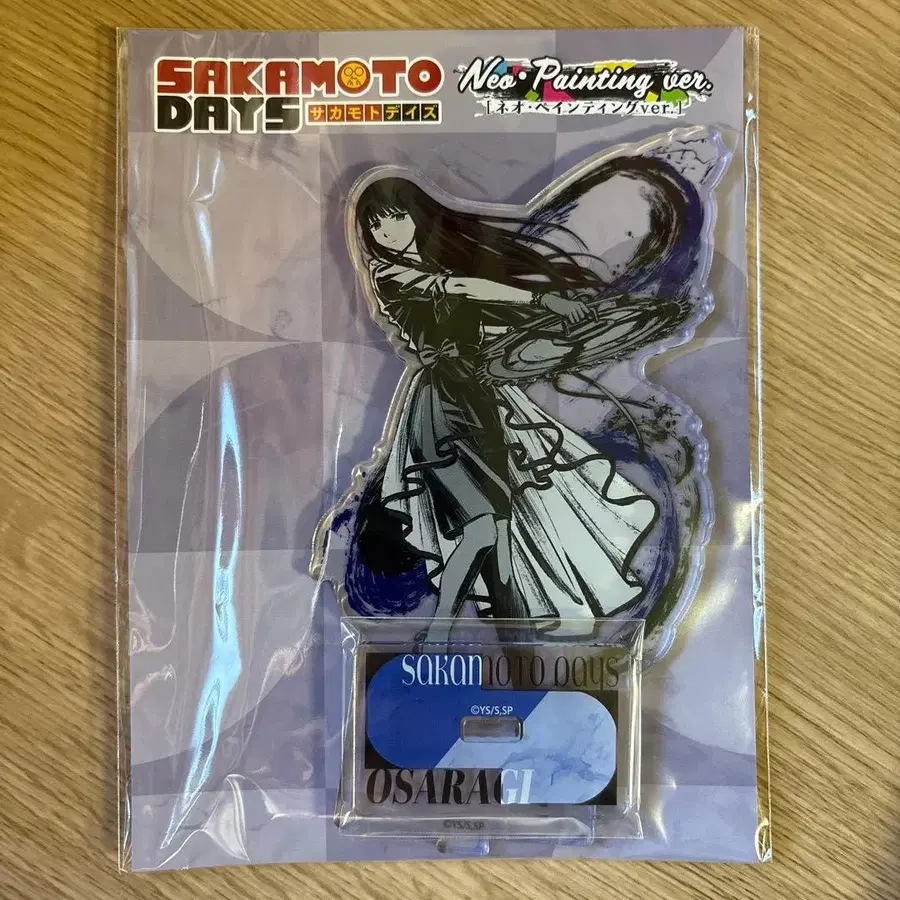 SAKAMOTO
DAYS サカモトデイズ
Neo・Painting ver.
[ネオ・ペインティングver.]
SAKAMOTO DAYS
©YS/S,SP
OSARAGI
©YS/S,SP